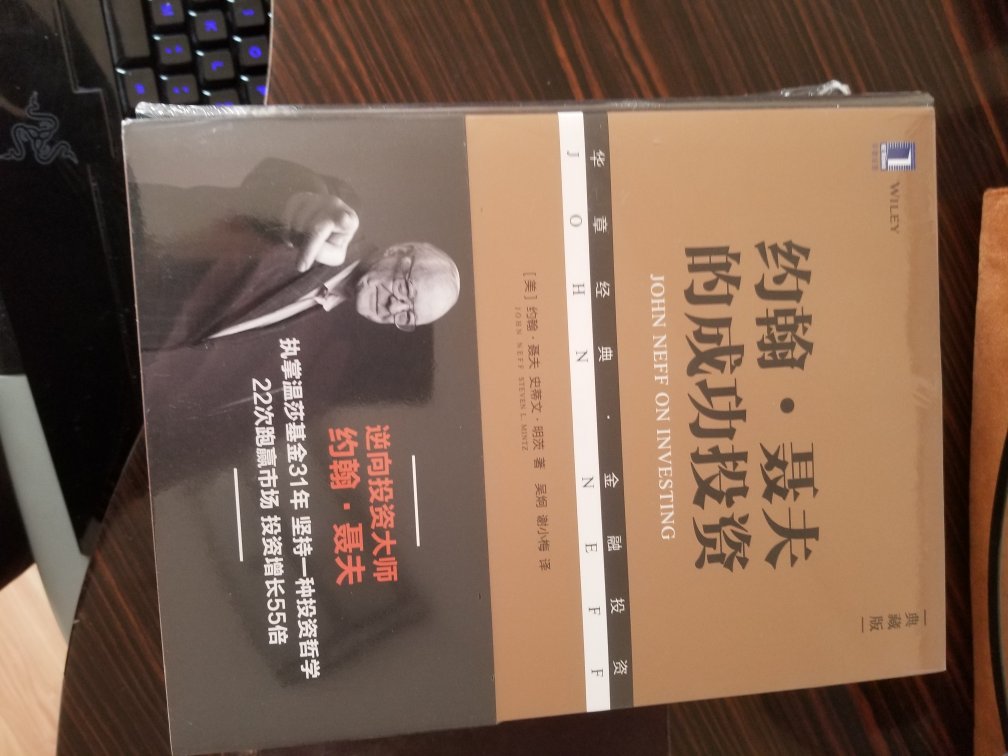 WILEY
典藏版
约翰·聂夫
的成功投资
JOHN NEFF ON INVESTING
华章经典·金融投资
JOHN NEFF
[美] 约翰·聂夫 史蒂文·明茨 著 吴炯 谢小梅 译
JOHN NEFF STEVEN L. MINTZ
逆向投资大师
约翰·聂夫
执掌温莎基金31年 坚持一种投资哲学
22次跑赢市场 投资增长55倍